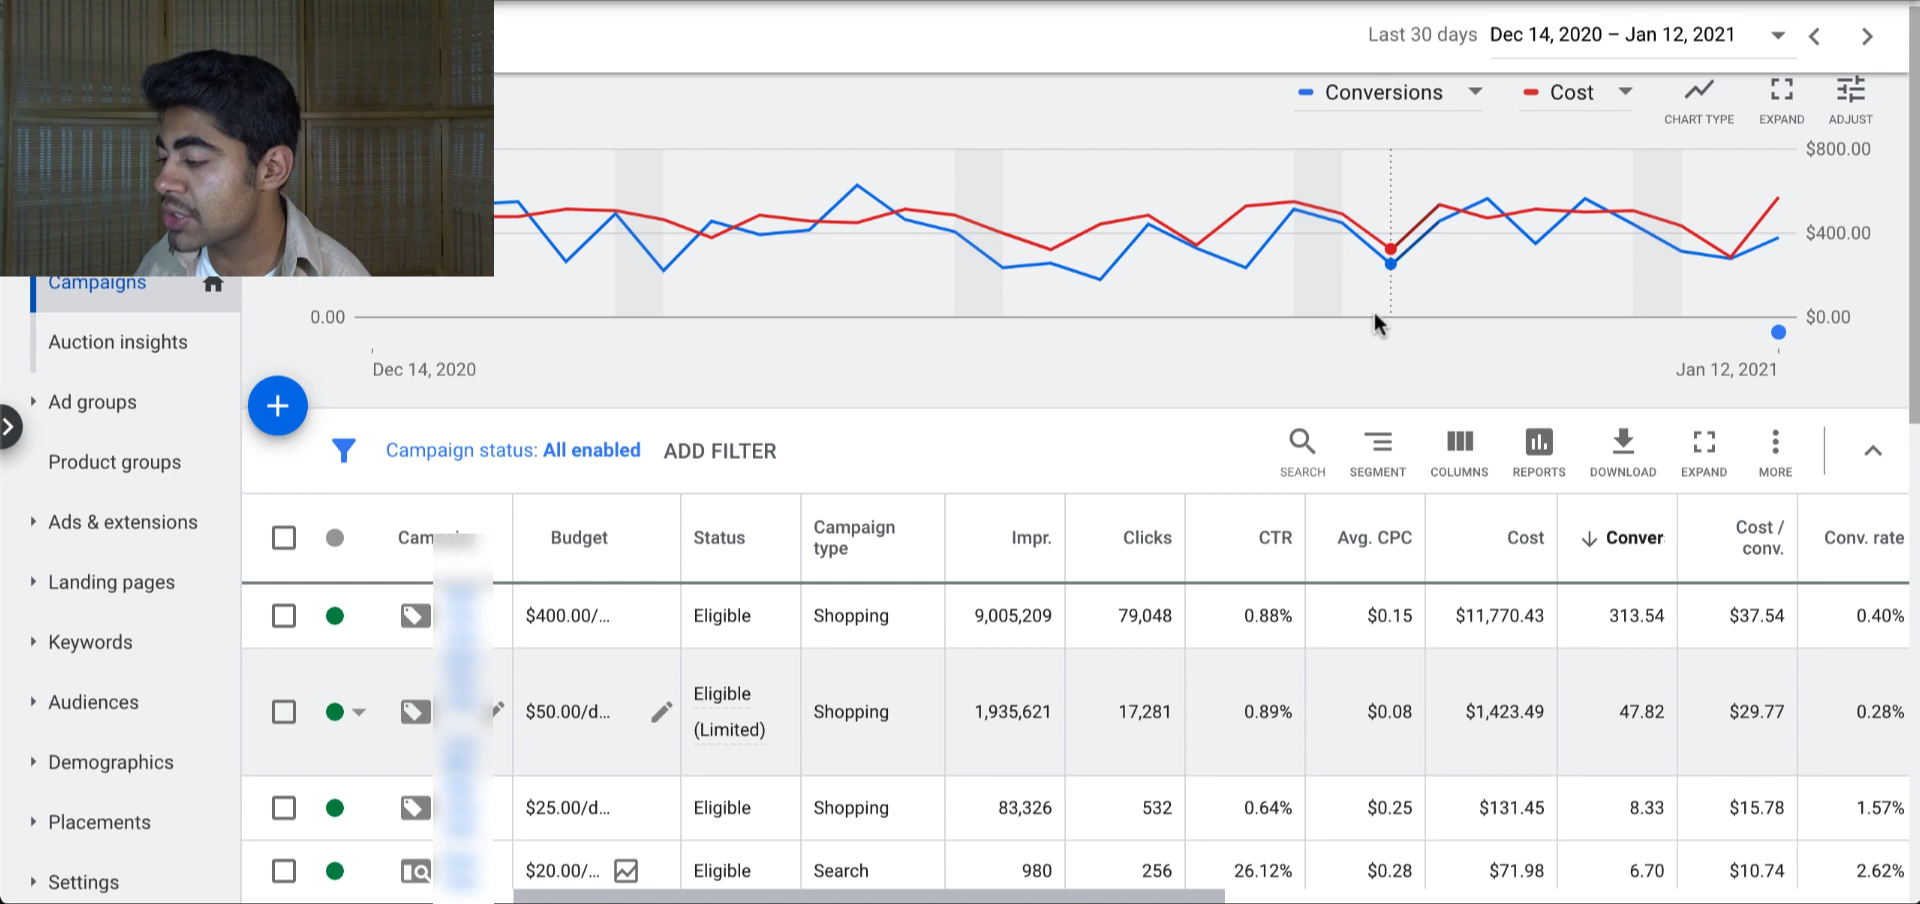 Last 30 days Dec 14, 2020 – Jan 12, 2021
Conversions Cost
CHART TYPE EXPAND ADJUST
$800.00
$400.00
0.00 $0.00
Dec 14, 2020 Jan 12, 2021
Campaigns
Auction insights
Ad groups
Product groups
Ads & extensions
Landing pages
Keywords
Audiences
Demographics
Placements
Settings
Campaign status: All enabled ADD FILTER
SEARCH SEGMENT COLUMNS REPORTS DOWNLOAD EXPAND MORE
Budget Status Campaign type Impr. Clicks CTR Avg. CPC Cost Conver Cost / conv. Conv. rate
$400.00/... Eligible Shopping 9,005,209 79,048 0.88% $0.15 $11,770.43 313.54 $37.54 0.40%
$50.00/d... Eligible (Limited) Shopping 1,935,621 17,281 0.89% $0.08 $1,423.49 47.82 $29.77 0.28%
$25.00/d... Eligible Shopping 83,326 532 0.64% $0.25 $131.45 8.33 $15.78 1.57%
$20.00/... Eligible Search 980 256 26.12% $0.28 $71.98 6.70 $10.74 2.62%